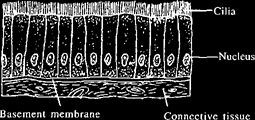 Cilia
Nucleus
Basement membrane
Connective tissue